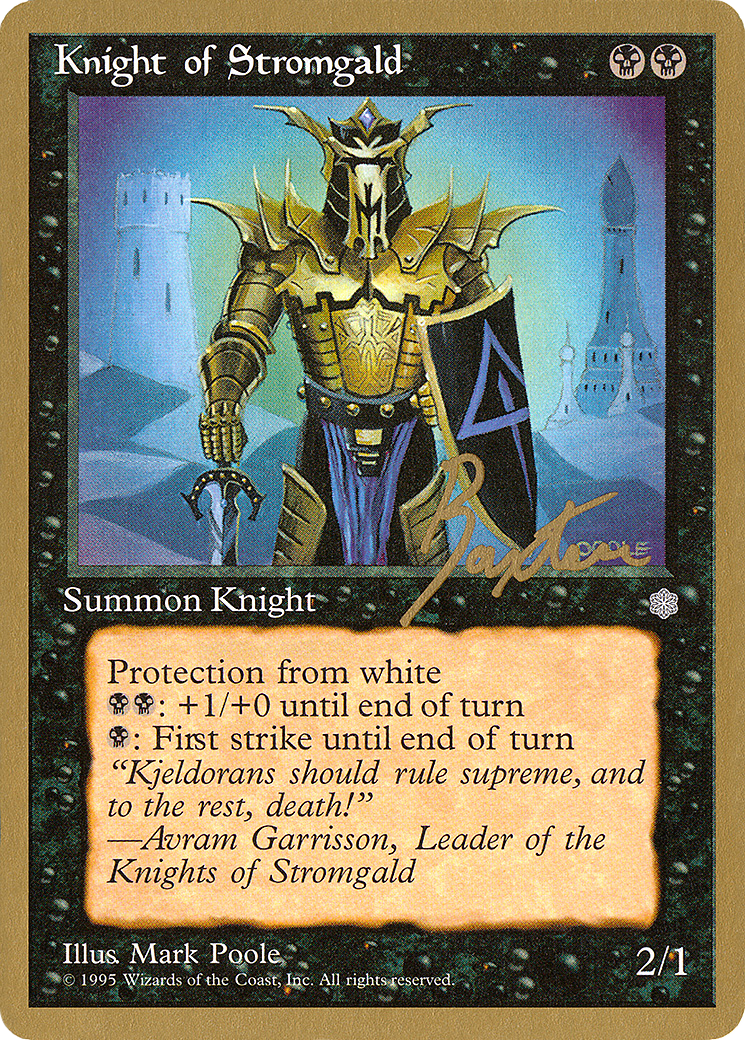 Knight of Stromgald
Baxter
POOLE
Summon Knight
Protection from white
: +1/+0 until end of turn
: First strike until end of turn
“Kjeldorans should rule supreme, and
to the rest, death!”
—Avram Garrisson, Leader of the
Knights of Stromgald
Illus. Mark Poole
2/1
© 1995 Wizards of the Coast, Inc. All rights reserved.